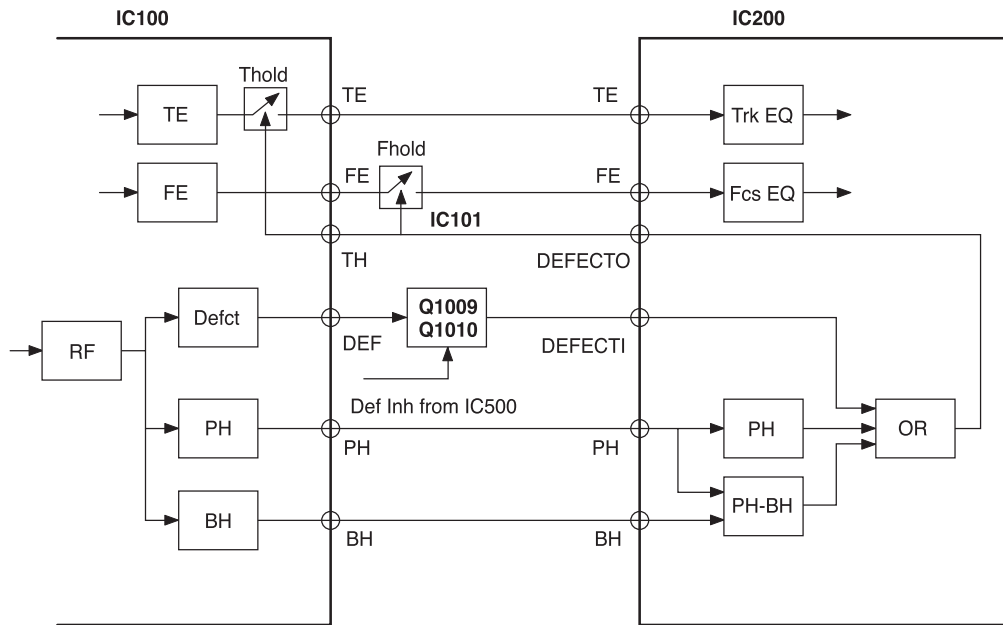 IC100
IC200
Thold
TE
TE
TE
Trk EQ
Fhold
FE
FE
FE
Fcs EQ
IC101
TH
DEFECTO
RF
Defct
DEF
Q1009
Q1010
DEFECTI
Def Inh from IC500
PH
PH
PH
PH
OR
BH
BH
BH
PH-BH